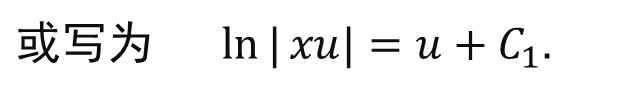 或写为 ln | xu| = u + C₁.